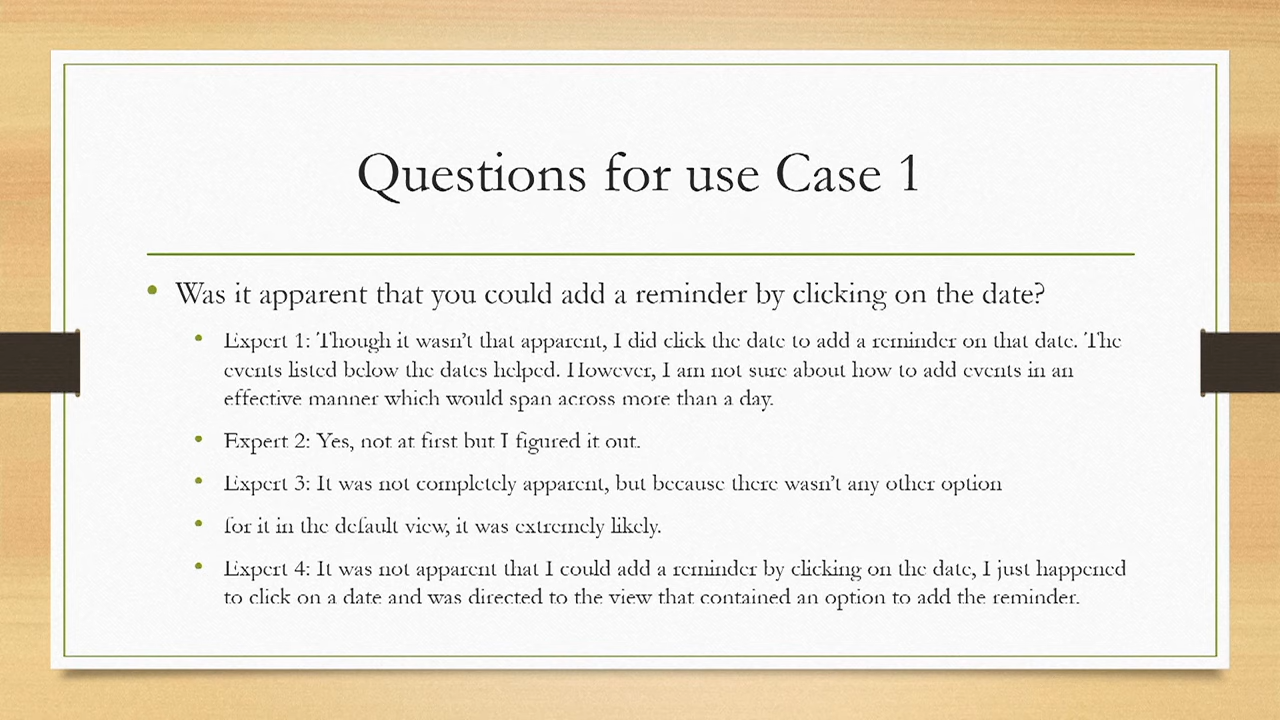 Questions for use Case 1
• Was it apparent that you could add a reminder by clicking on the date?
• Expert 1: Though it wasn't that apparent, I did click the date to add a reminder on that date. The
events listed below the dates helped. However, I am not sure about how to add events in an
effective manner which would span across more than a day.
• Expert 2: Yes, not at first but I figured it out.
• Expert 3: It was not completely apparent, but because there wasn't any other option
• for it in the default view, it was extremely likely.
• Expert 4: It was not apparent that I could add a reminder by clicking on the date, I just happened
to click on a date and was directed to the view that contained an option to add the reminder.